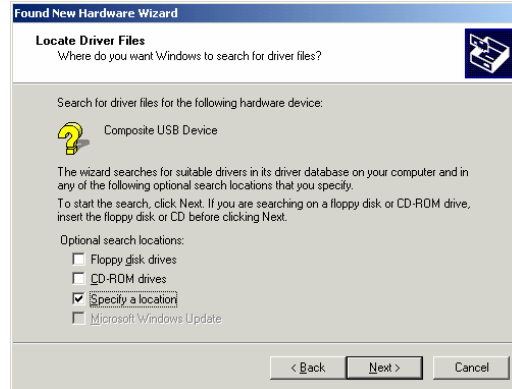 Found New Hardware Wizard
Locate Driver Files
Where do you want Windows to search for driver files?
Search for driver files for the following hardware device:
Composite USB Device
The wizard searches for suitable drivers in its driver database on your computer and in
any of the following optional search locations that you specify.
To start the search, click Next. If you are searching on a floppy disk or CD-ROM drive,
insert the floppy disk or CD before clicking Next.
Optional search locations:
Floppy disk drives
CD-ROM drives
Specify a location
Microsoft Windows Update
< Back Next > Cancel